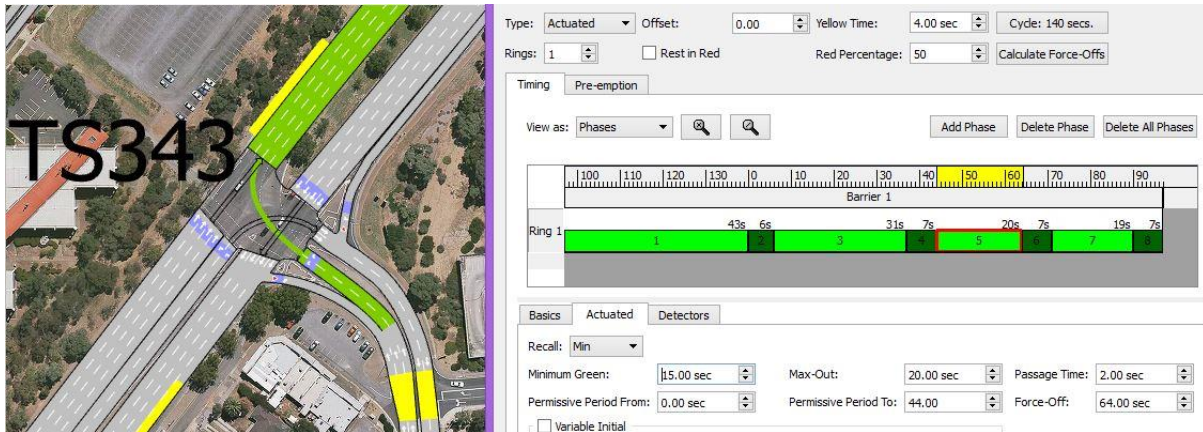 TS343
Type: Actuated Offset: 0.00 Yellow Time: 4.00 sec Cycle: 140 secs.
Rings: 1 Rest in Red Red Percentage: 50 Calculate Force-Offs
Timing Pre-emption
View as: Phases Add Phase Delete Phase Delete All Phases
100 110 120 130 0 10 20 30 40 50 60 70 80 90
Barrier 1
43s 6s 31s 7s 20s 7s 19s 7s
Ring 1 1 2 3 4 5 6 7 8
Basics Actuated Detectors
Recall: Min
Minimum Green: 15.00 sec Max-Out: 20.00 sec Passage Time: 2.00 sec
Permissive Period From: 0.00 sec Permissive Period To: 44.00 Force-Off: 64.00 sec
Variable Initial